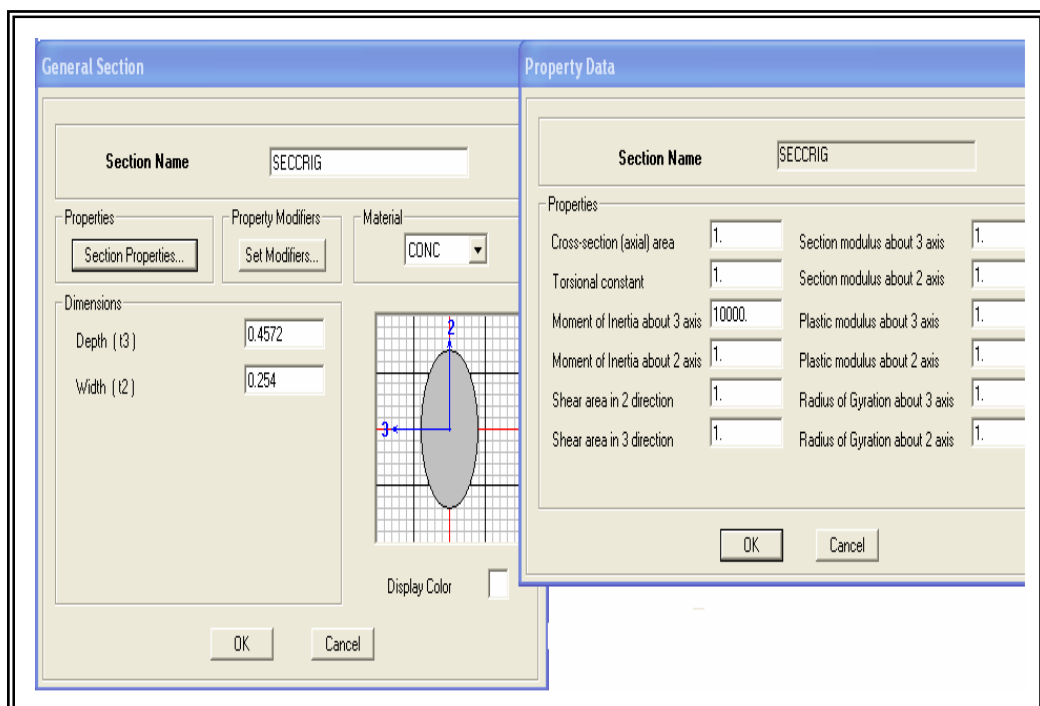 General Section
Section Name
SECCRIG
Properties
Section Properties...
Property Modifiers
Set Modifiers...
Material
CONC
Dimensions
Depth ( t3 )
0.4572
Width ( t2 )
0.254
2
3
Display Color
OK
Cancel
Property Data
Section Name
SECCRIG
Properties
Cross-section (axial) area
1.
Section modulus about 3 axis
1.
Torsional constant
1.
Section modulus about 2 axis
1.
Moment of Inertia about 3 axis
10000.
Plastic modulus about 3 axis
1.
Moment of Inertia about 2 axis
1.
Plastic modulus about 2 axis
1.
Shear area in 2 direction
1.
Radius of Gyration about 3 axis
1.
Shear area in 3 direction
1.
Radius of Gyration about 2 axis
1.
OK
Cancel